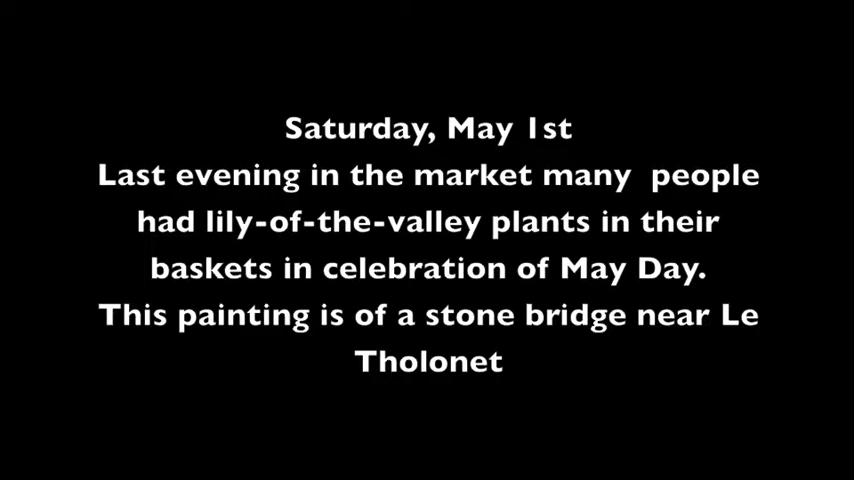 Saturday, May 1st
Last evening in the market many  people
had lily-of-the-valley plants in their
baskets in celebration of May Day.
This painting is of a stone bridge near Le
Tholonet